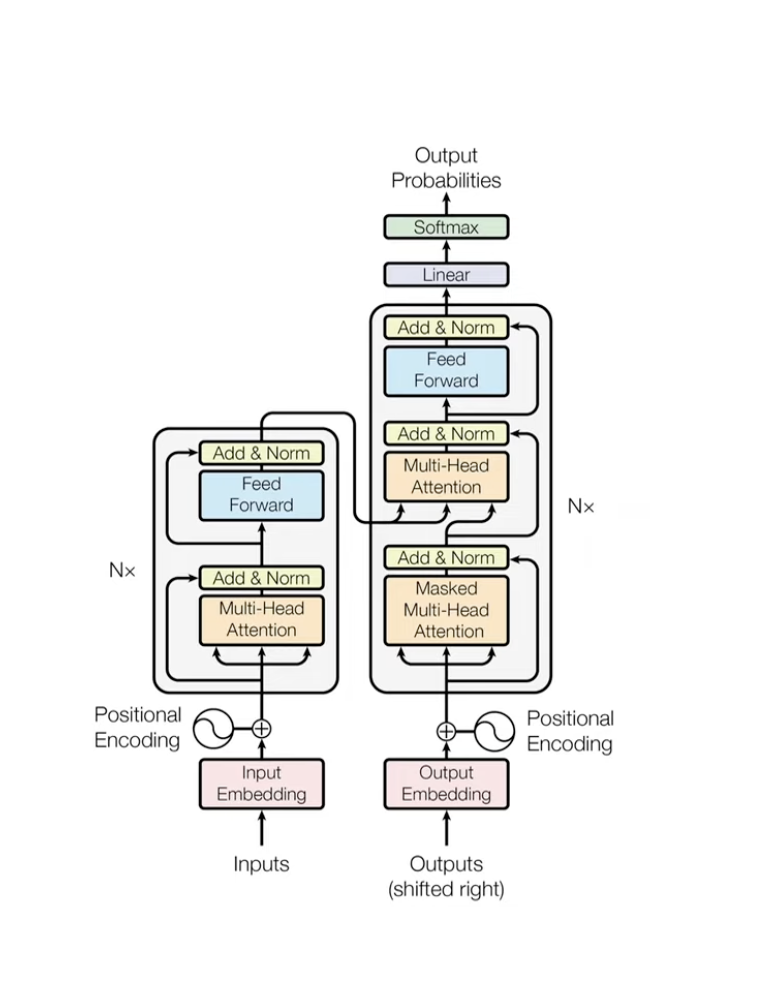 Output
Probabilities
Softmax
Linear
Add & Norm
Feed
Forward
Add & Norm
Multi-Head
Attention
Nx
Add & Norm
Masked
Multi-Head
Attention
Add & Norm
Feed
Forward
Nx
Add & Norm
Multi-Head
Attention
Positional
Encoding
Positional
Encoding
Input
Embedding
Output
Embedding
Inputs
Outputs
(shifted right)